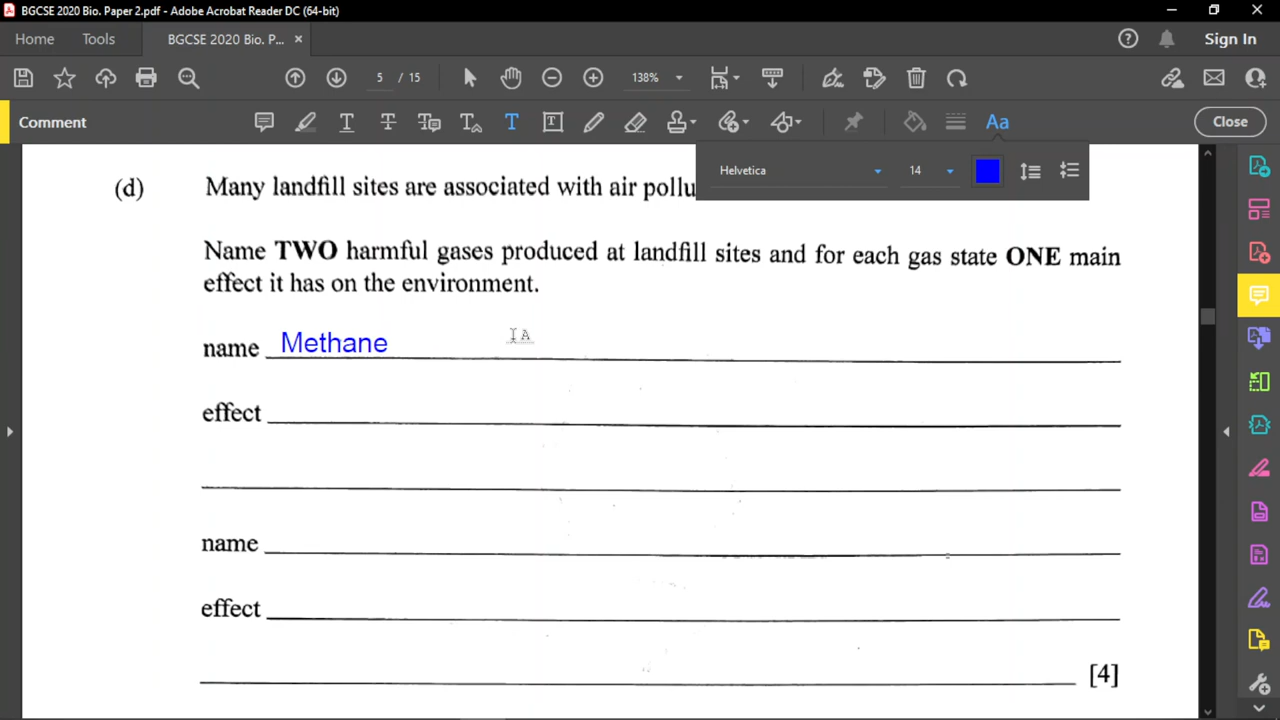 BGCSE 2020 Bio. Paper 2.pdf - Adobe Acrobat Reader DC (64-bit)
Home Tools BGCSE 2020 Bio. P... × Sign In
5 / 15 138%
Comment T T T Aa Close
Helvetica 14
(d) Many landfill sites are associated with air pollu
Name TWO harmful gases produced at landfill sites and for each gas state ONE main
effect it has on the environment.
name Methane
effect
name
effect
[4]